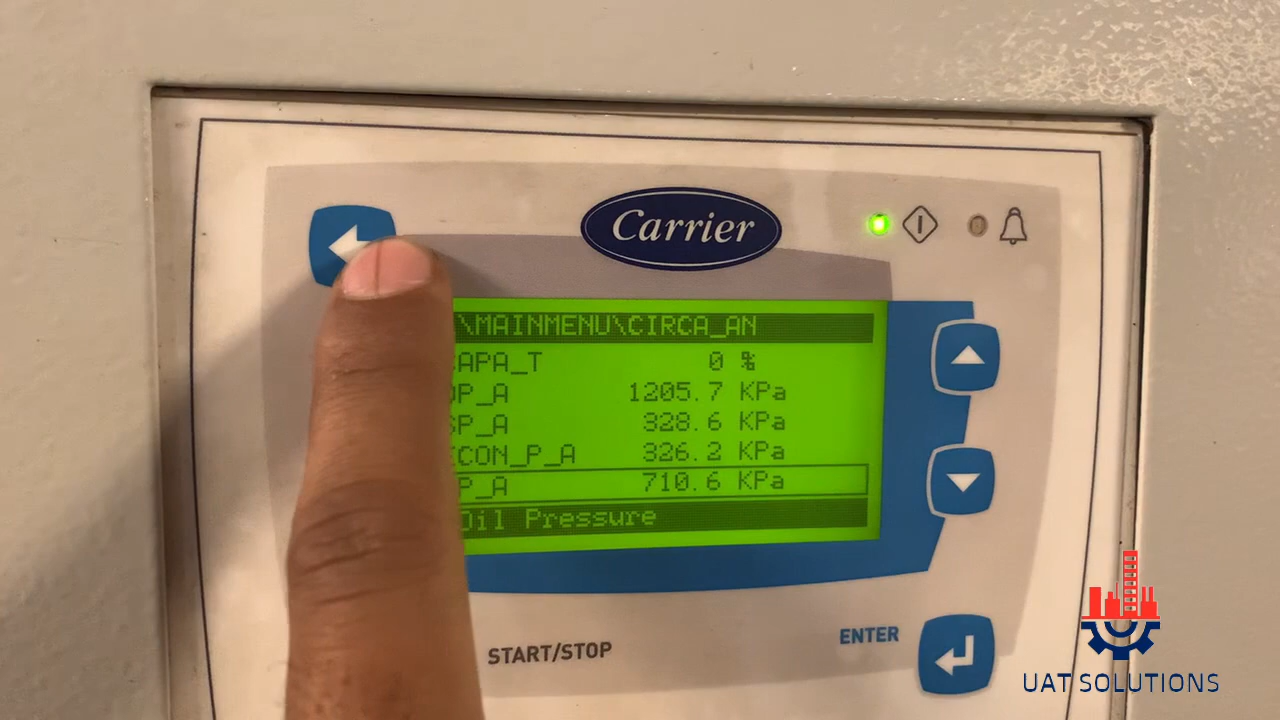 Carrier
\MAINMENU\CIRCA_AN
APA_T 0 %
P_A 1205.7 KPa
P_A 328.6 KPa
CON_P_A 326.2 KPa
P_A 710.6 KPa
Oil Pressure
START/STOP
ENTER
UAT SOLUTIONS